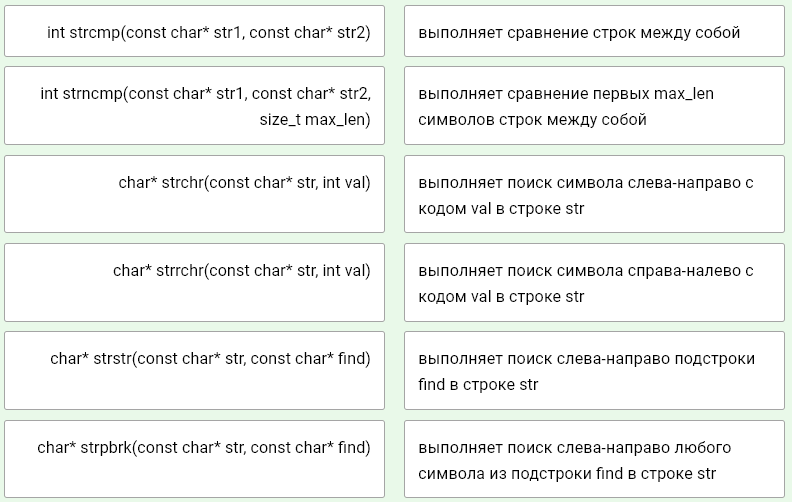 int strcmp(const char* str1, const char* str2)
выполняет сравнение строк между собой
int strncmp(const char* str1, const char* str2,
size_t max_len)
выполняет сравнение первых max_len
символов строк между собой
char* strchr(const char* str, int val)
выполняет поиск символа слева-направо с
кодом val в строке str
char* strrchr(const char* str, int val)
выполняет поиск символа справа-налево с
кодом val в строке str
char* strstr(const char* str, const char* find)
выполняет поиск слева-направо подстроки
find в строке str
char* strpbrk(const char* str, const char* find)
выполняет поиск слева-направо любого
символа из подстроки find в строке str